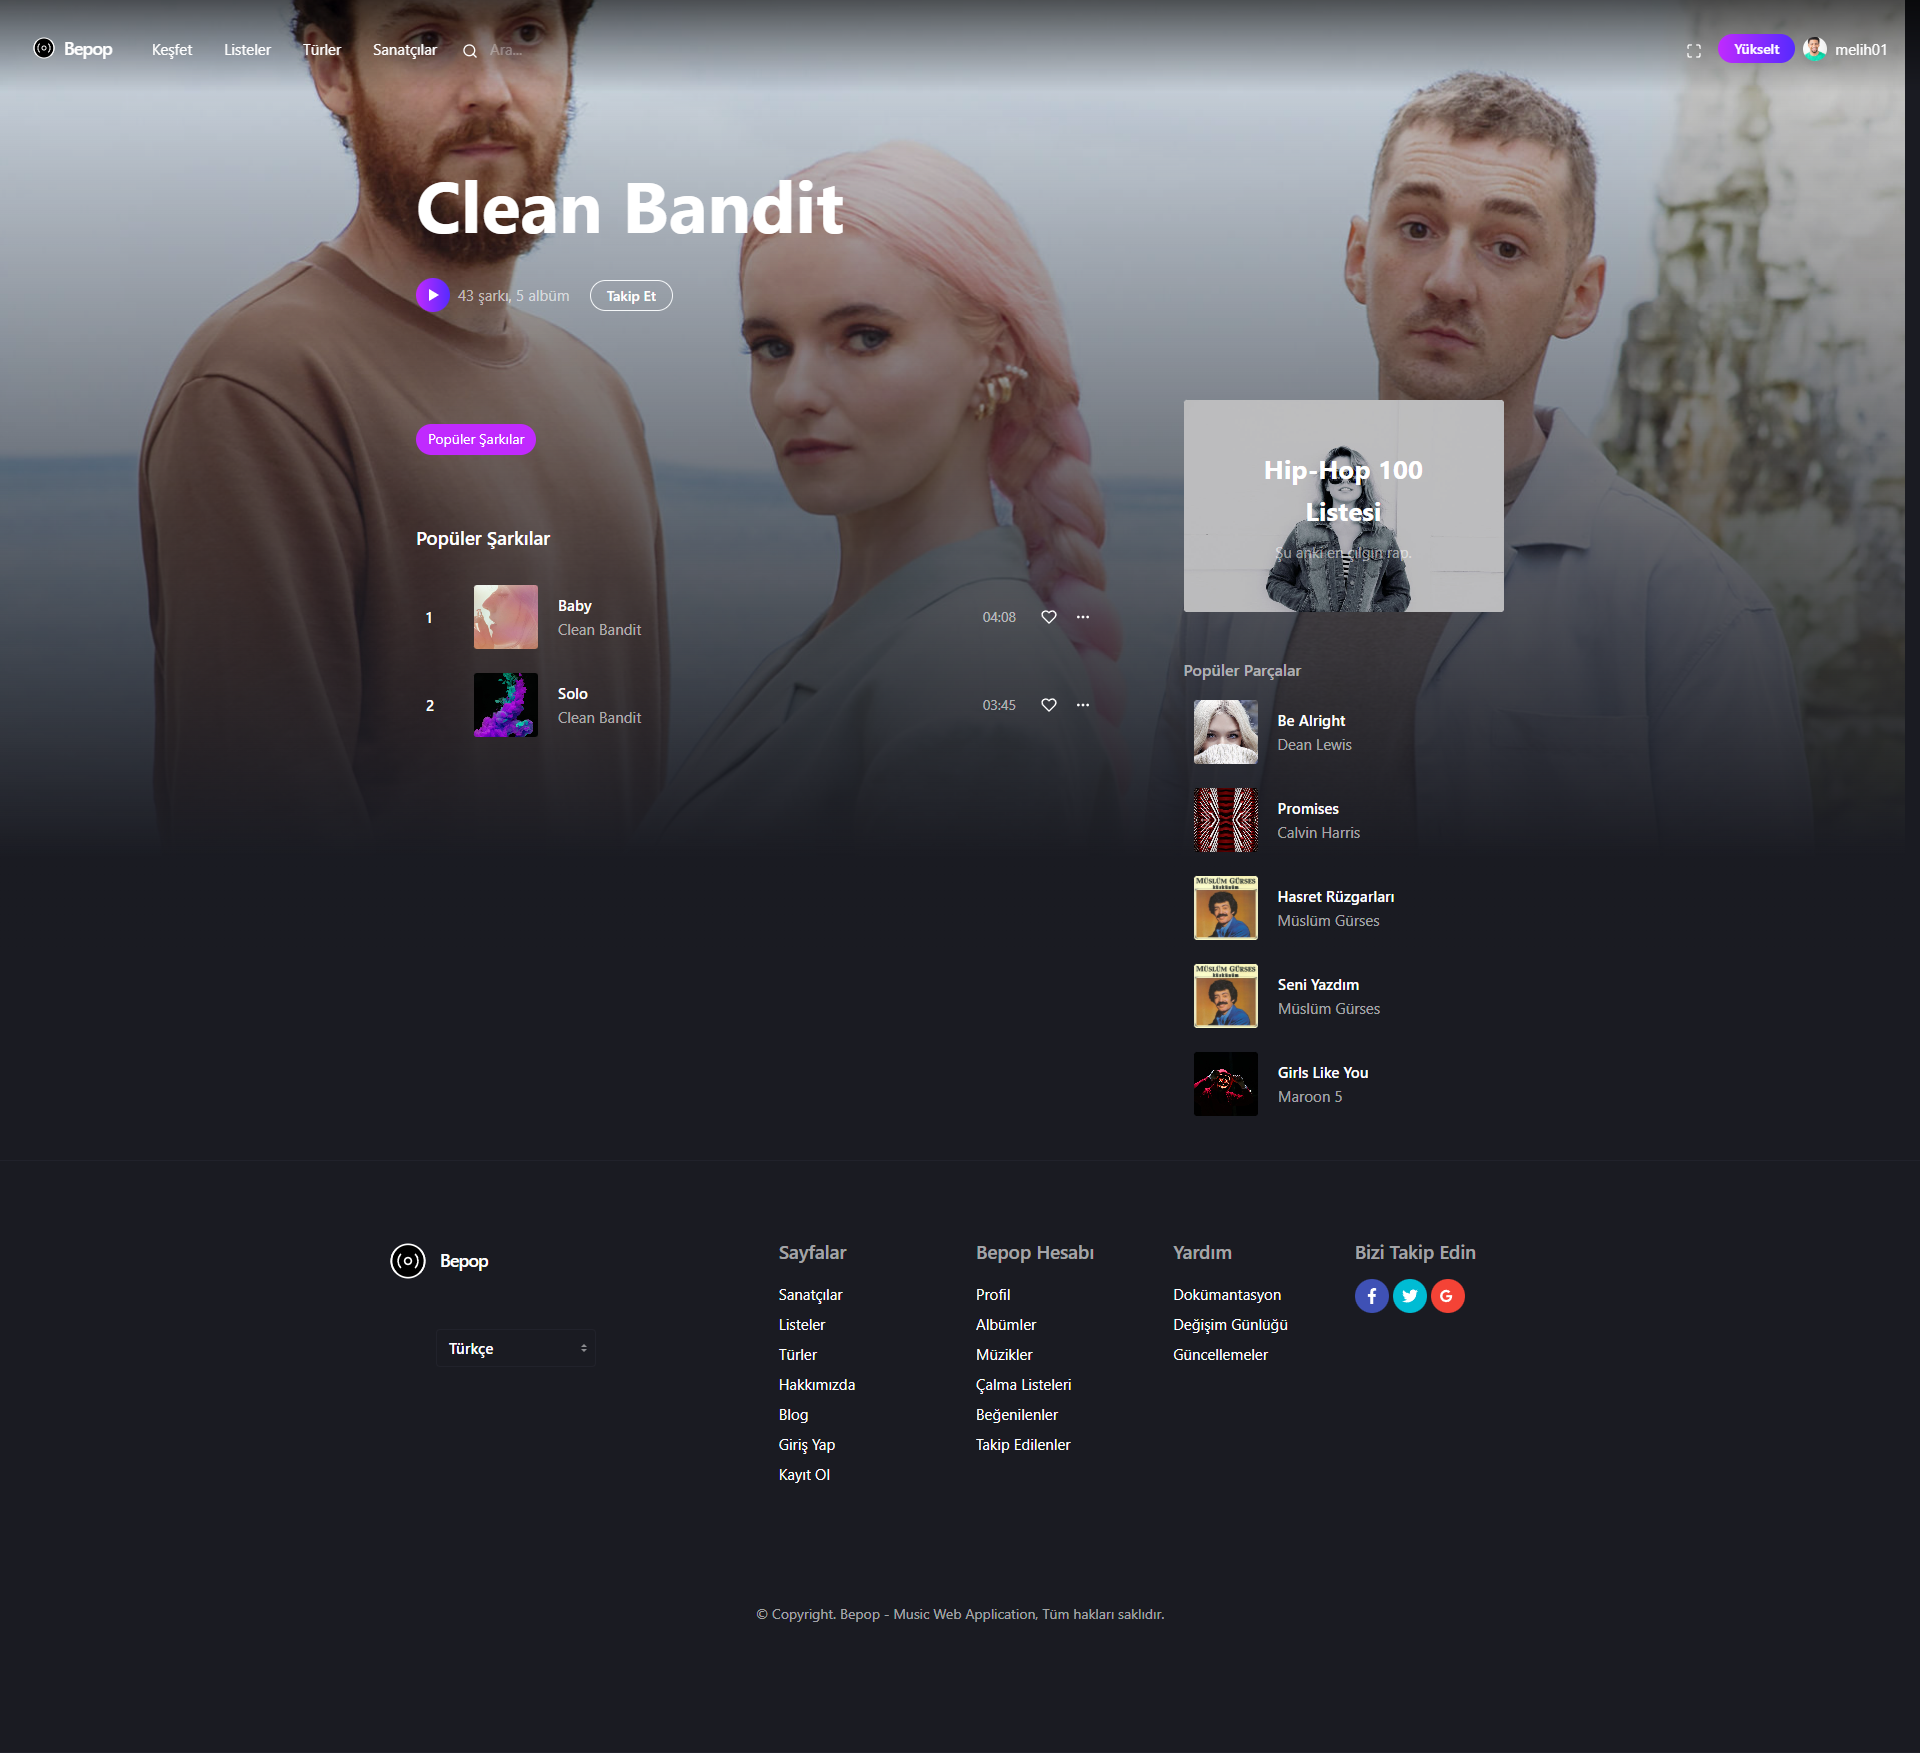 Bepop
Keşfet
Listeler
Türler
Sanatçılar
Ara...
Yükselt
melih01
Clean Bandit
43 şarkı, 5 albüm
Takip Et
Popüler Şarkılar
Popüler Şarkılar
1
Baby
Clean Bandit
04:08
2
Solo
Clean Bandit
03:45
Hip-Hop 100
Listesi
Şu anki en çılgın rap.
Popüler Parçalar
Be Alright
Dean Lewis
Promises
Calvin Harris
MÜSLÜM GÜRSES
Hasret Rüzgarları
Müslüm Gürses
MÜSLÜM GÜRSES
Seni Yazdım
Müslüm Gürses
Girls Like You
Maroon 5
Bepop
Türkçe
Sayfalar
Sanatçılar
Listeler
Türler
Hakkımızda
Blog
Giriş Yap
Kayıt Ol
Bepop Hesabı
Profil
Albümler
Müzikler
Çalma Listeleri
Beğenilenler
Takip Edilenler
Yardım
Dokümantasyon
Değişim Günlüğü
Güncellemeler
Bizi Takip Edin
© Copyright. Bepop - Music Web Application, Tüm hakları saklıdır.